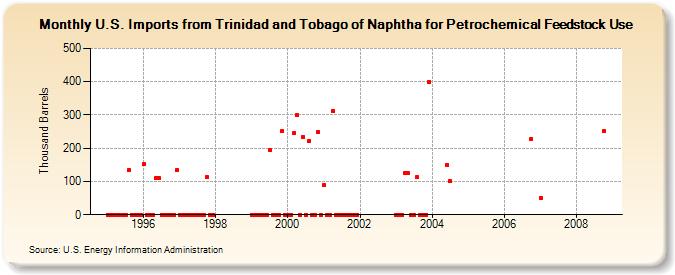 Monthly U.S. Imports from Trinidad and Tobago of Naphtha for Petrochemical Feedstock Use
Thousand Barrels
500
400
300
200
100
0
1996 1998 2000 2002 2004 2006 2008
Source: U.S. Energy Information Administration